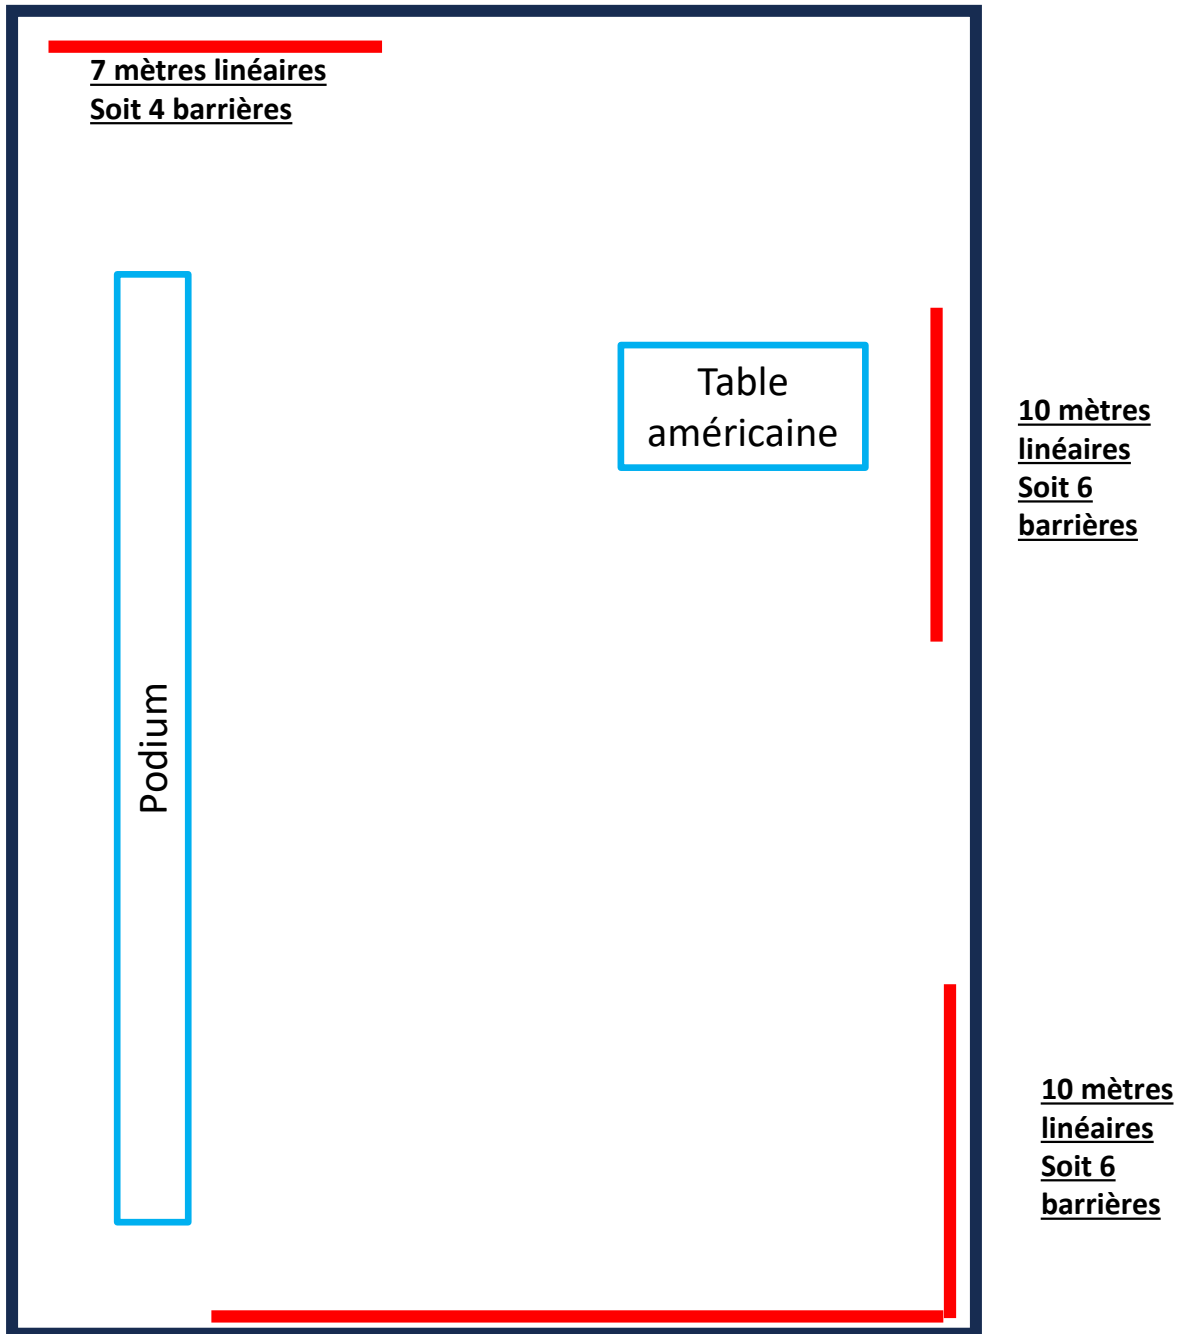 7 mètres linéaires
Soit 4 barrières
Table
américaine
10 mètres
linéaires
Soit 6
barrières
Podium
10 mètres
linéaires
Soit 6
barrières